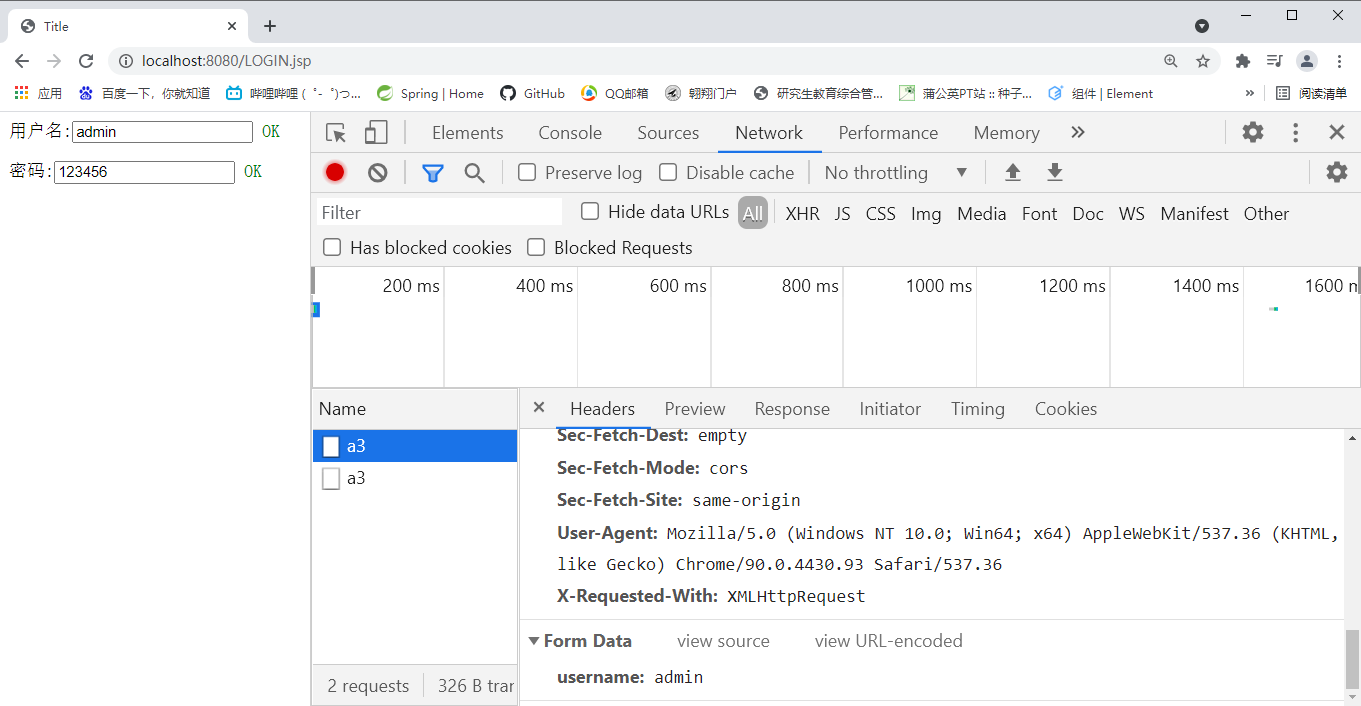 Title
localhost:8080/LOGIN.jsp
应用 百度一下，你就知道 哔哩哔哩 (゜-゜)つ... Spring | Home GitHub QQ邮箱 翱翔门户 研究生教育综合管... 蒲公英PT站 :: 种子... 组件 | Element » 阅读清单
用户名:admin OK
密码:123456 OK
Elements Console Sources Network Performance Memory »
Preserve log Disable cache No throttling
Filter Hide data URLs All XHR JS CSS Img Media Font Doc WS Manifest Other
Has blocked cookies Blocked Requests
200 ms 400 ms 600 ms 800 ms 1000 ms 1200 ms 1400 ms 1600 m
Name
a3
a3
2 requests 326 B trar
Headers Preview Response Initiator Timing Cookies
Sec-Fetch-Dest: empty
Sec-Fetch-Mode: cors
Sec-Fetch-Site: same-origin
User-Agent: Mozilla/5.0 (Windows NT 10.0; Win64; x64) AppleWebKit/537.36 (KHTML,
like Gecko) Chrome/90.0.4430.93 Safari/537.36
X-Requested-With: XMLHttpRequest
Form Data view source view URL-encoded
username: admin